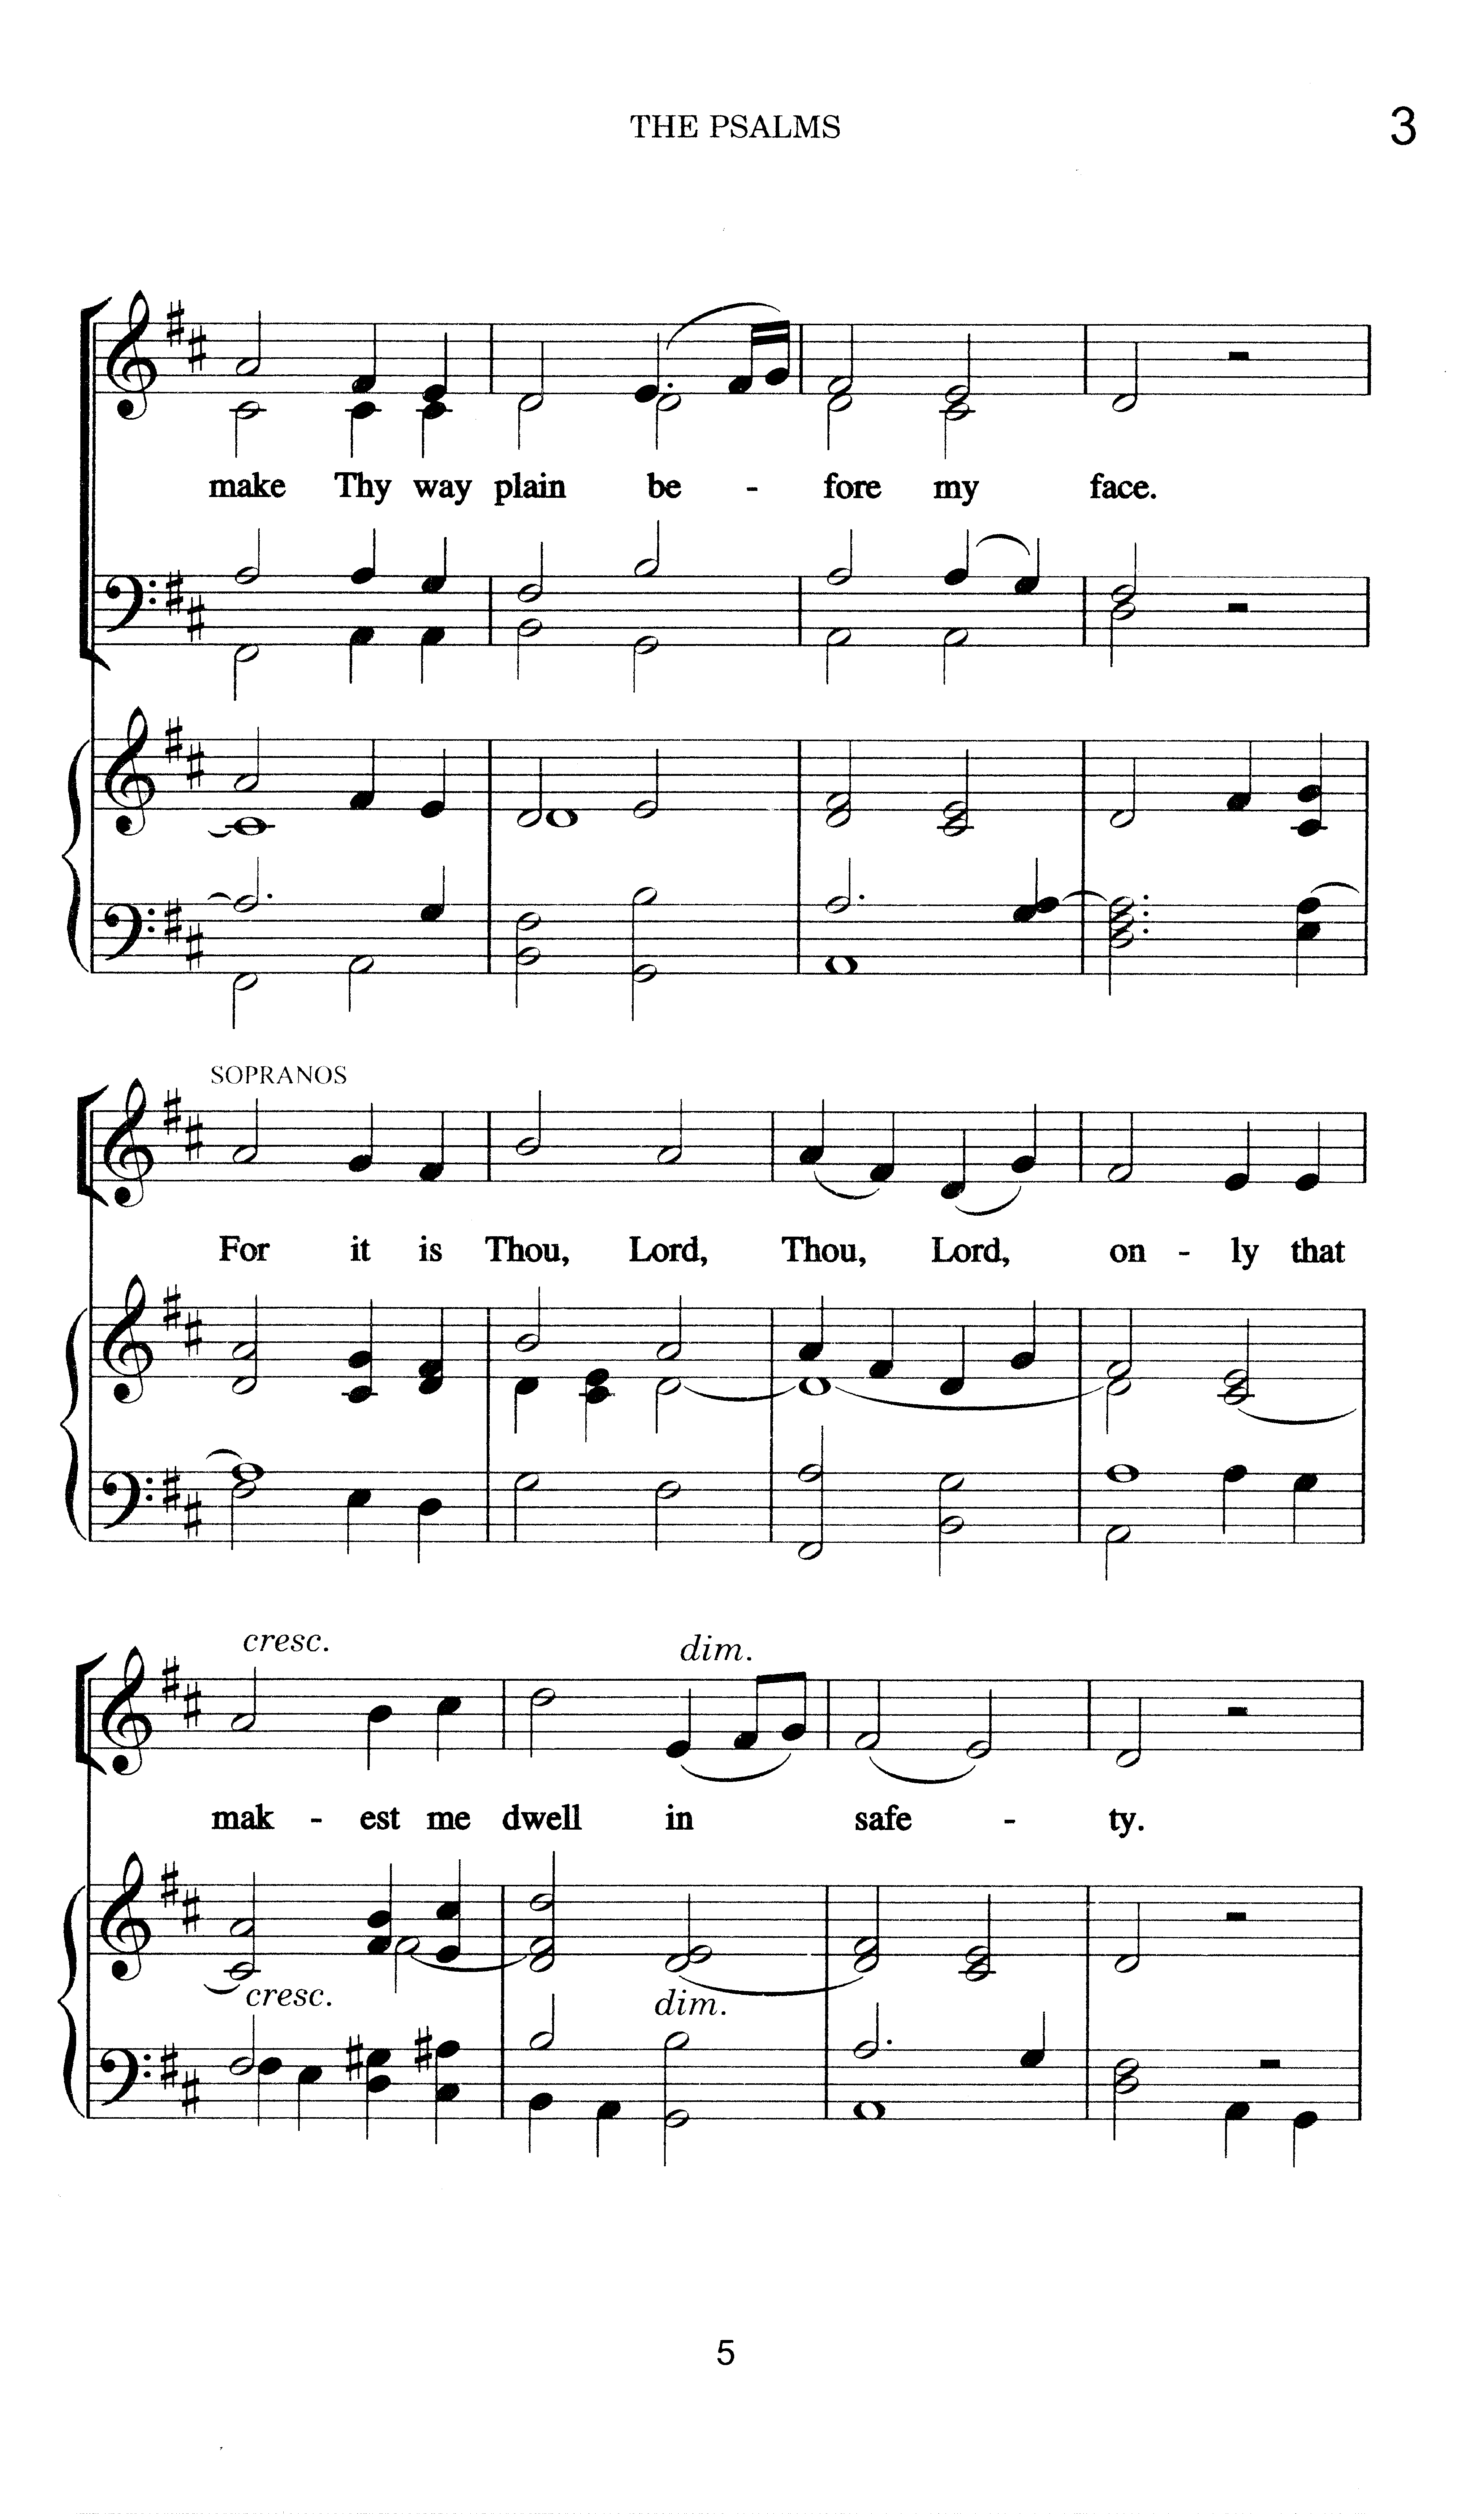 THE PSALMS
3
make Thy way plain be - fore my face.
SOPRANOS
For it is Thou, Lord, Thou, Lord, on - ly that
cresc.
dim.
mak - est me dwell in safe - ty.
cresc.
dim.
5